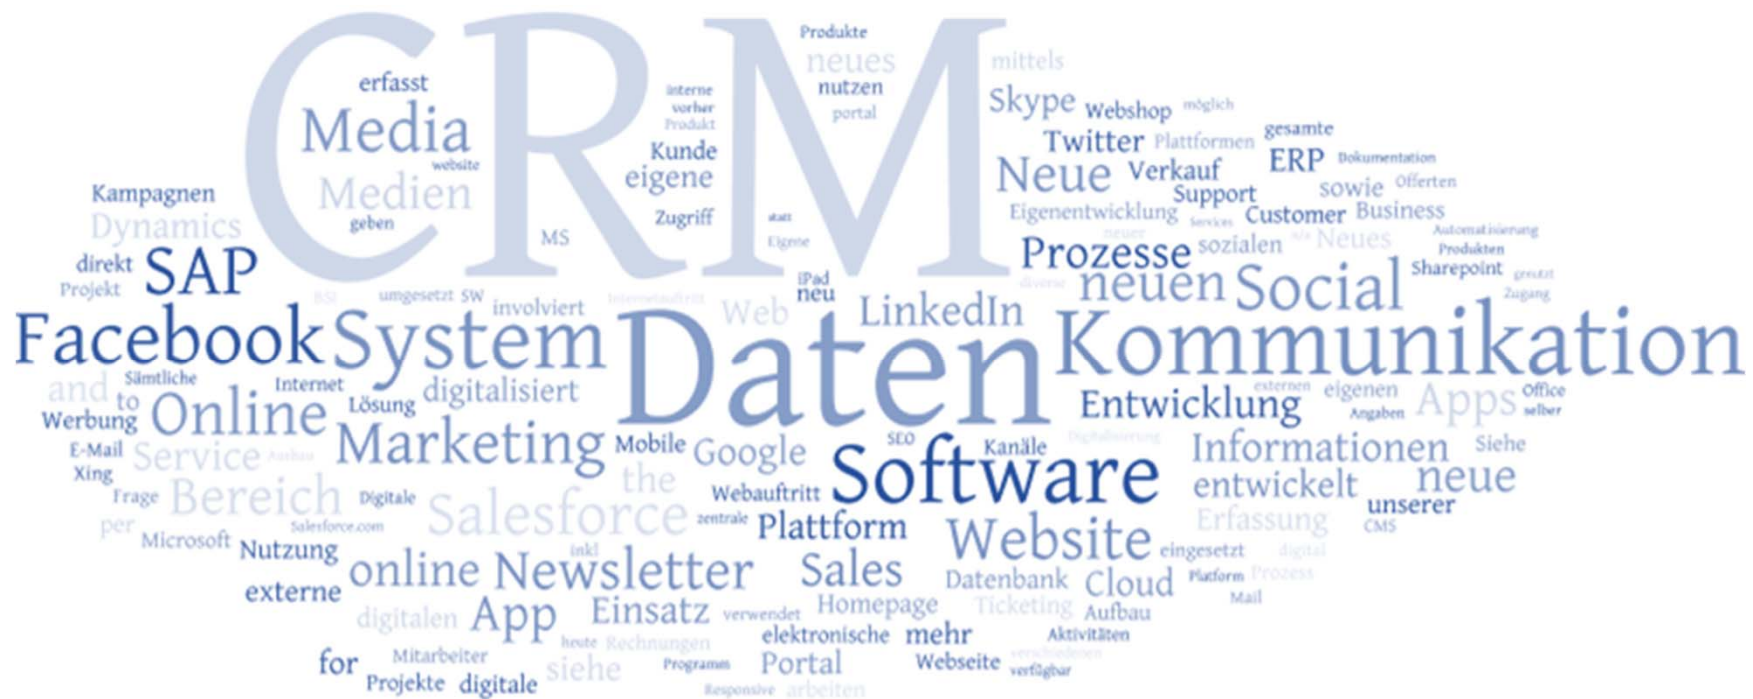 CRM
Produkte
neues
nutzen
portal
mittels
erfasst
Media
website
Medien
geben
interne
vorher
Produkt
Kunde
eigene
Zugriff
MS
statt
Eigene
Skype Webshop möglich
Twitter Plattformen gesamte
Neue Verkauf ERP Dokumentation
Support sowie Offerten
Eigenentwicklung Services Customer Business
neuer
Prozesse sozialen n/a Neues Automatisierung
Produkten
Kampagnen
Dynamics
direkt SAP
Projekt
BSI umgesetzt SW involviert Internetauftritt
Web iPad
neu LinkedIn
diverse neuen Social Sharepoint genutzt
Zugang
Facebook System Daten Kommunikation
and Sämtliche Internet digitalisiert
to
Werbung Online Lösung
Entwicklung externen eigenen Apps Office
Angaben selber
E-Mail Service Ausbau Marketing Mobile Google SEO Kanäle Digitalisierung Informationen Siehe
Xing
Frage Bereich Digitale the Webauftritt Software entwickelt neue
unserer
per Microsoft Salesforce.com Salesforce zentrale Plattform Website Erfassung CMS
Nutzung inkl eingesetzt digital
externe online Newsletter Sales Datenbank Cloud Platform Prozess
Mail
digitalen App Einsatz verwendet Homepage Ticketing Aufbau
heute Rechnungen elektronische mehr Aktivitäten
for Mitarbeiter siehe Programm Portal Webseite verschiedenen
verfügbar
Projekte digitale Responsive arbeiten